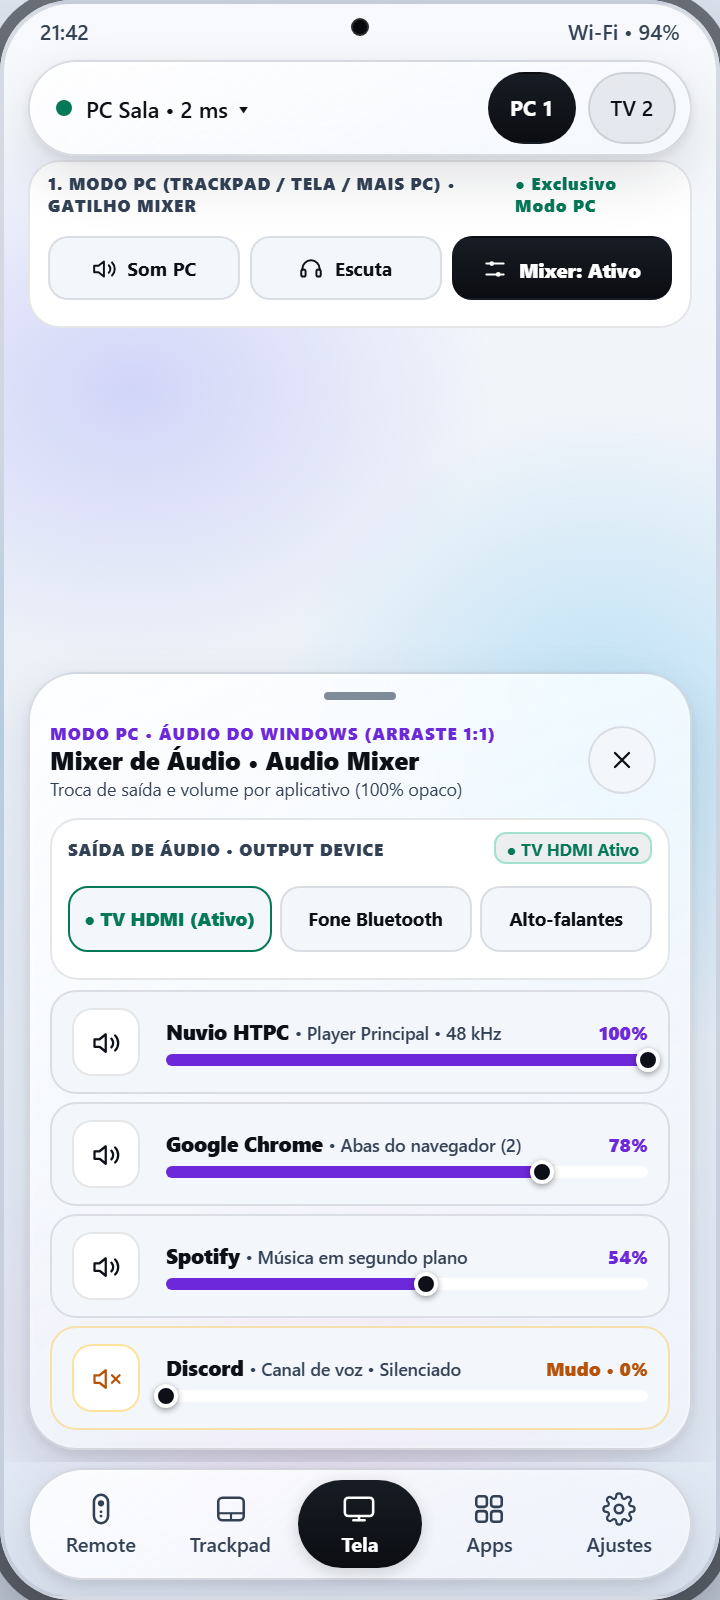 21:42
Wi-Fi • 94%
PC Sala • 2 ms ▾
PC 1
TV 2
1. MODO PC (TRACKPAD / TELA / MAIS PC) •
GATILHO MIXER
● Exclusivo
Modo PC
Som PC
Escuta
Mixer: Ativo
MODO PC • ÁUDIO DO WINDOWS (ARRASTE 1:1)
Mixer de Áudio • Audio Mixer
Troca de saída e volume por aplicativo (100% opaco)
SAÍDA DE ÁUDIO • OUTPUT DEVICE
● TV HDMI Ativo
● TV HDMI (Ativo)
Fone Bluetooth
Alto-falantes
Nuvio HTPC • Player Principal • 48 kHz
100%
Google Chrome • Abas do navegador (2)
78%
Spotify • Música em segundo plano
54%
Discord • Canal de voz • Silenciado
Mudo • 0%
Remote
Trackpad
Tela
Apps
Ajustes